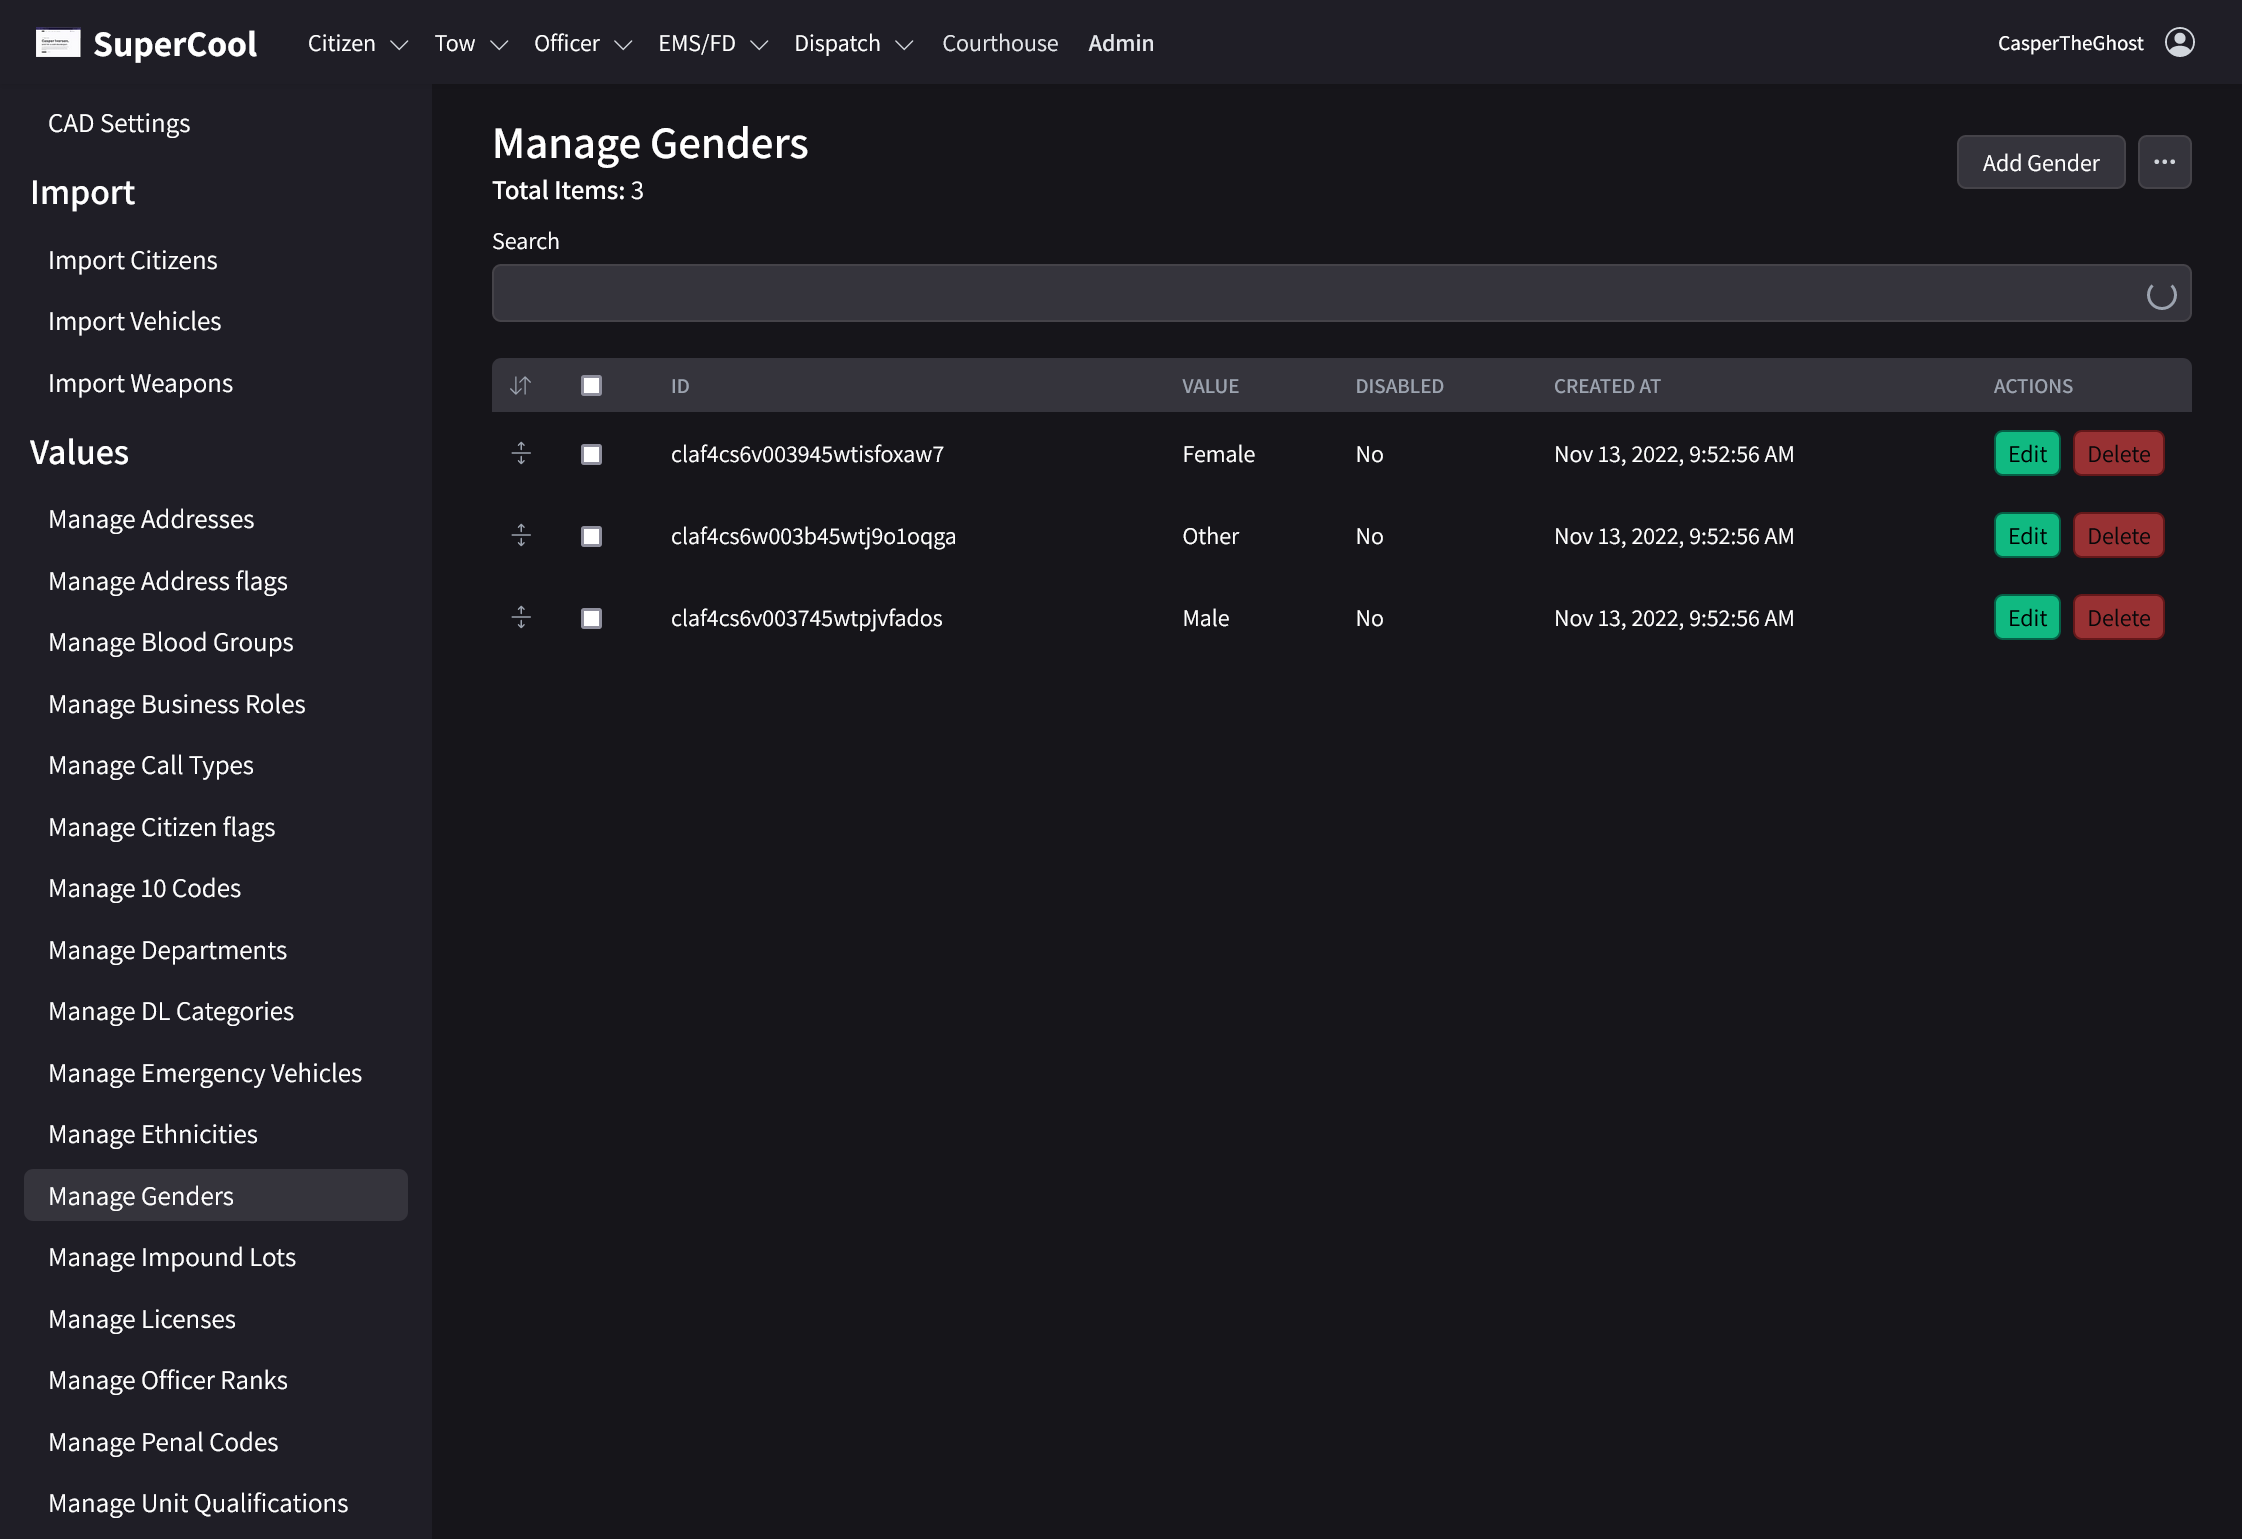 SuperCool
Citizen Tow Officer EMS/FD Dispatch Courthouse Admin
CasperTheGhost
CAD Settings
Import
Import Citizens
Import Vehicles
Import Weapons
Values
Manage Addresses
Manage Address flags
Manage Blood Groups
Manage Business Roles
Manage Call Types
Manage Citizen flags
Manage 10 Codes
Manage Departments
Manage DL Categories
Manage Emergency Vehicles
Manage Ethnicities
Manage Genders
Manage Impound Lots
Manage Licenses
Manage Officer Ranks
Manage Penal Codes
Manage Unit Qualifications
Manage Genders
Total Items: 3
Add Gender
Search
ID VALUE DISABLED CREATED AT ACTIONS
claf4cs6v003945wtisfoxaw7 Female No Nov 13, 2022, 9:52:56 AM Edit Delete
claf4cs6w003b45wtj9o1oqga Other No Nov 13, 2022, 9:52:56 AM Edit Delete
claf4cs6v003745wtpjvfados Male No Nov 13, 2022, 9:52:56 AM Edit Delete